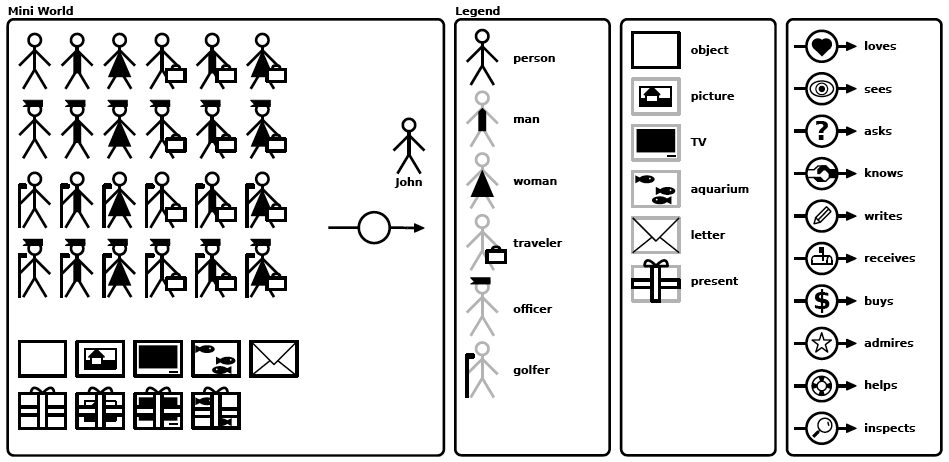 Mini World
John
Legend
person
man
woman
traveler
officer
golfer
object
picture
TV
aquarium
letter
present
loves
sees
? asks
knows
writes
receives
$ buys
admires
helps
inspects